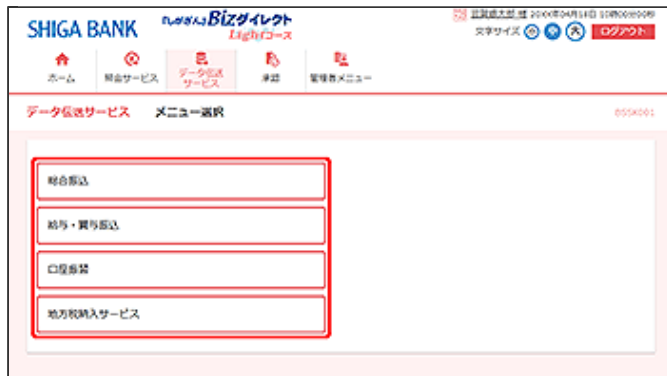 SHIGA BANK
しがぎんBizダイレクト
Lightコース
文字サイズ 小 中 大 ログアウト
ホーム 照会サービス データ伝送サービス 承認 管理者メニュー
データ伝送サービス メニュー選択 BSSK001
総合振込
給与・賞与振込
口座振替
地方税納入サービス